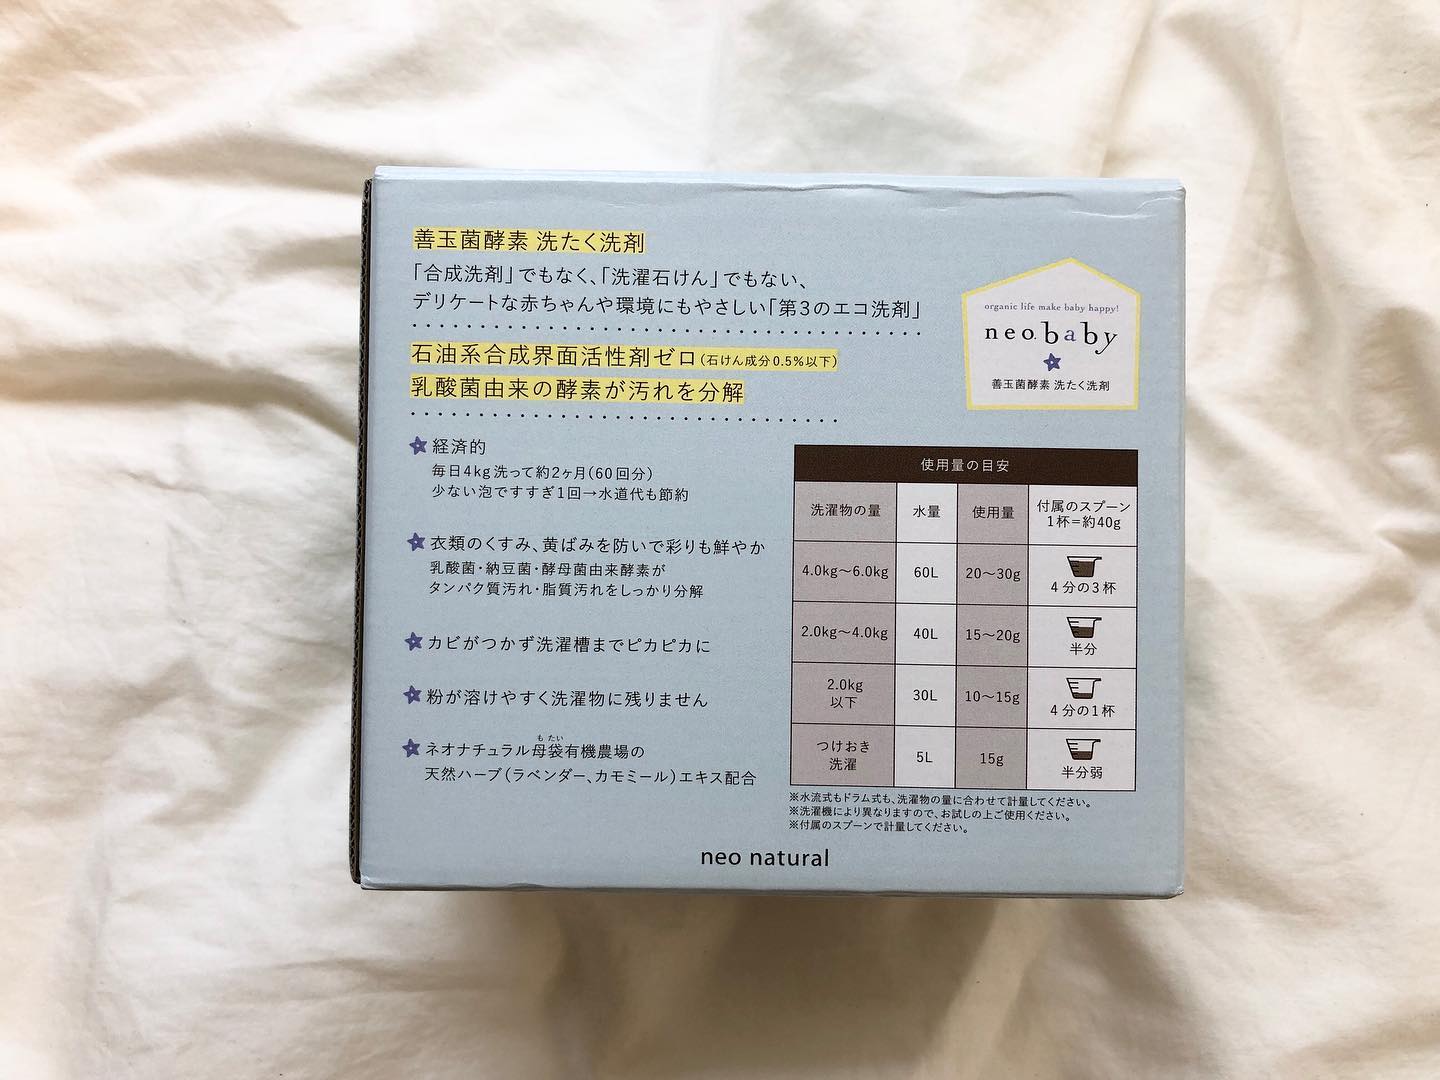 善玉菌酵素 洗たく洗剤
「合成洗剤」でもなく、「洗濯石けん」でもない、
デリケートな赤ちゃんや環境にもやさしい「第3のエコ洗剤」
石油系合成界面活性剤ゼロ(石けん成分0.5%以下)
乳酸菌由来の酵素が汚れを分解
organic life make baby happy!
neo baby
善玉菌酵素 洗たく洗剤
経済的
毎日4kg洗って約2ヶ月(60回分)
少ない泡ですすぎ1回→水道代も節約
衣類のくすみ、黄ばみを防いで彩りも鮮やか
乳酸菌・納豆菌・酵母菌由来酵素が
タンパク質汚れ・脂質汚れをしっかり分解
カビがつかず洗濯槽までピカピカに
粉が溶けやすく洗濯物に残りません
もたい
ネオナチュラル母袋有機農場の
天然ハーブ(ラベンダー、カモミール)エキス配合
使用量の目安
洗濯物の量 水量 使用量 付属のスプーン
1杯=約40g
4.0kg〜6.0kg 60L 20〜30g 4分の3杯
2.0kg〜4.0kg 40L 15〜20g 半分
2.0kg
以下 30L 10〜15g 4分の1杯
つけおき
洗濯 5L 15g 半分弱
※水流式もドラム式も、洗濯物の量に合わせて計量してください。
※洗濯機により異なりますので、お試しの上ご使用ください。
※付属のスプーンで計量してください。
neo natural